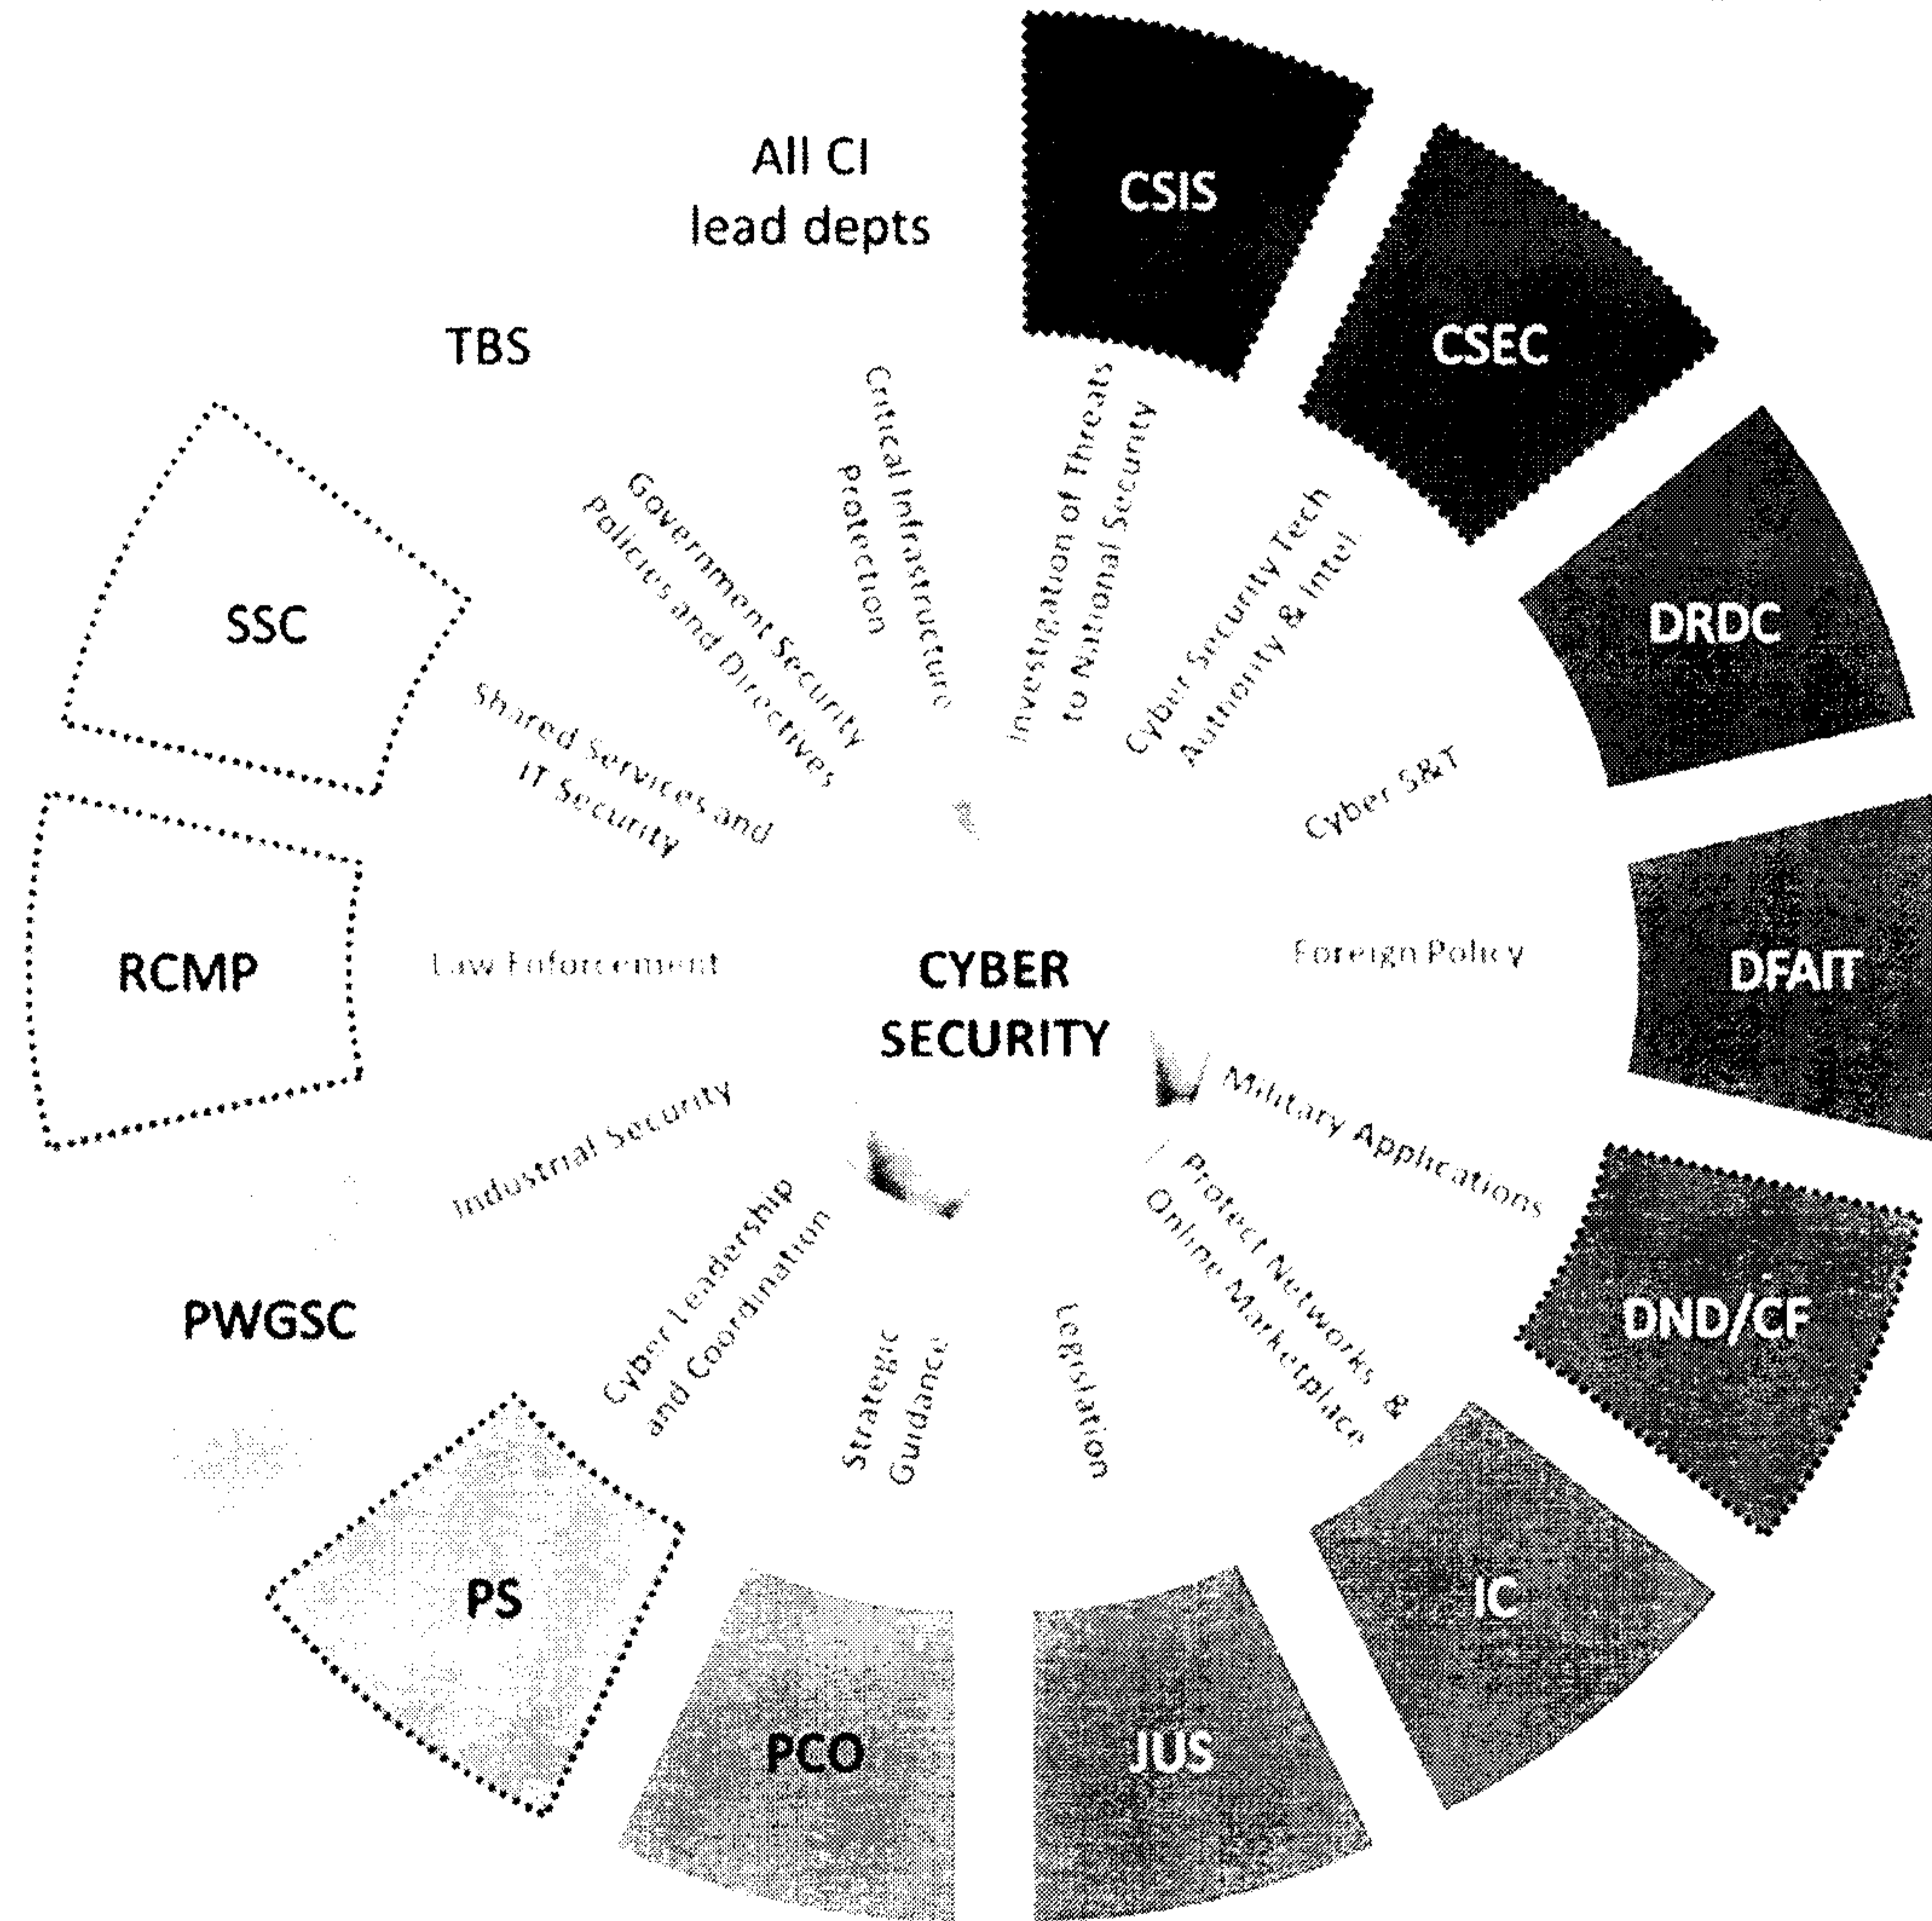 All CI
lead depts
CSIS
CSEC
DRDC
DFAIT
DND/CF
IC
JUS
PCO
PS
PWGSC
RCMP
SSC
TBS
Critical Infrastructure
Protection
Investigation of Threats
to National Security
Cyber Security Tech
Authority & Intel.
Cyber S&T
Foreign Policy
Military Applications
Protect Networks &
Online Marketplace
Legislation
Strategic
Guidance
Cyber Leadership
and Coordination
Industrial Security
Law Enforcement
Shared Services and
IT Security
Government Security
Policies and Directives
CYBER
SECURITY